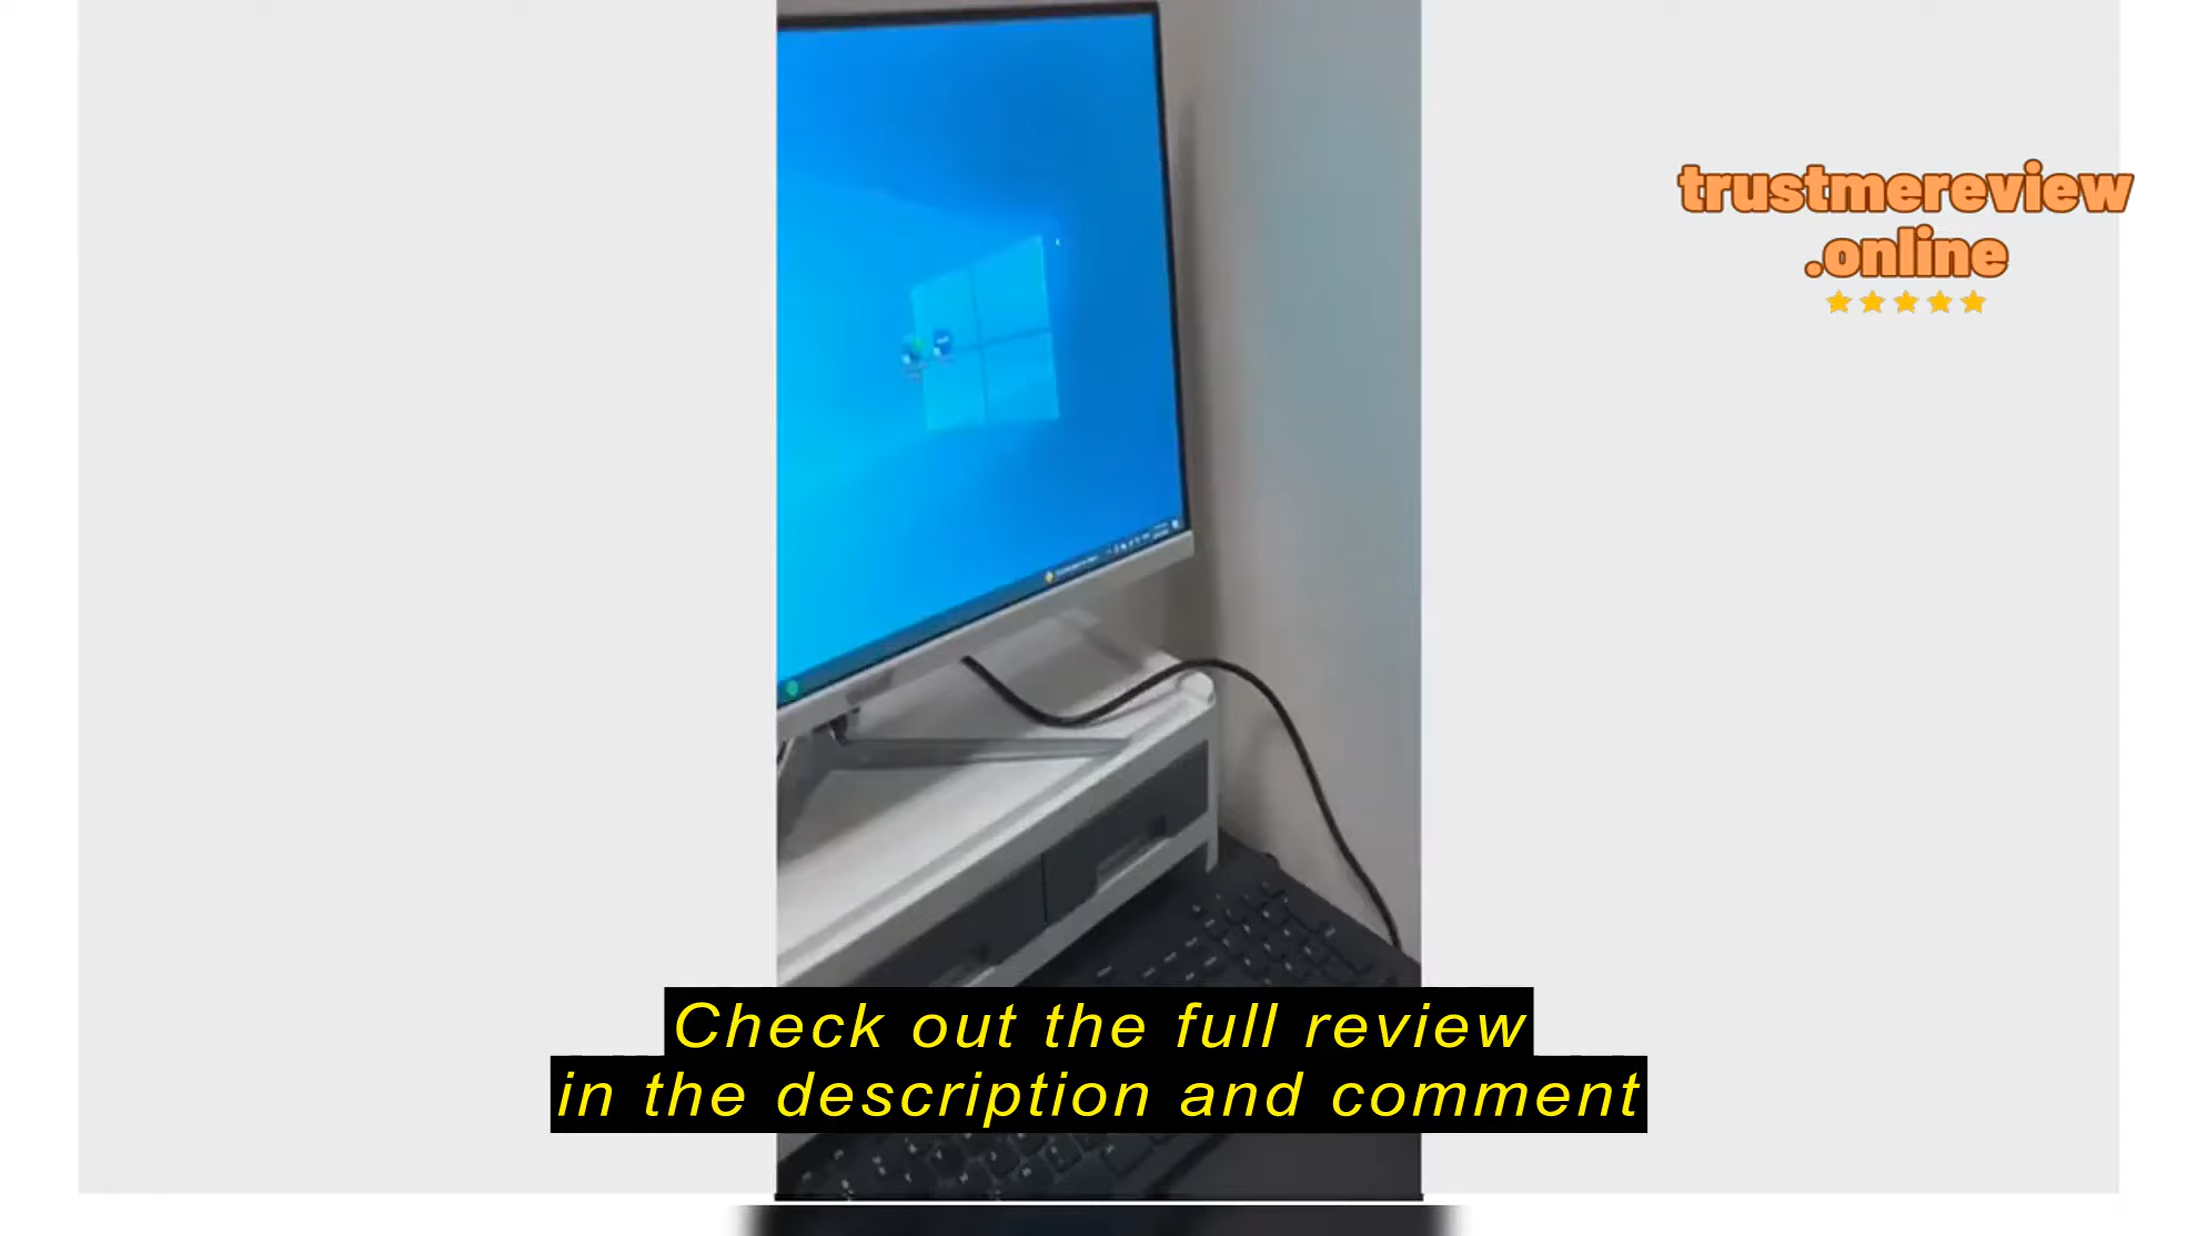 trustmereview
.online
Check out the full review
in the description and comment